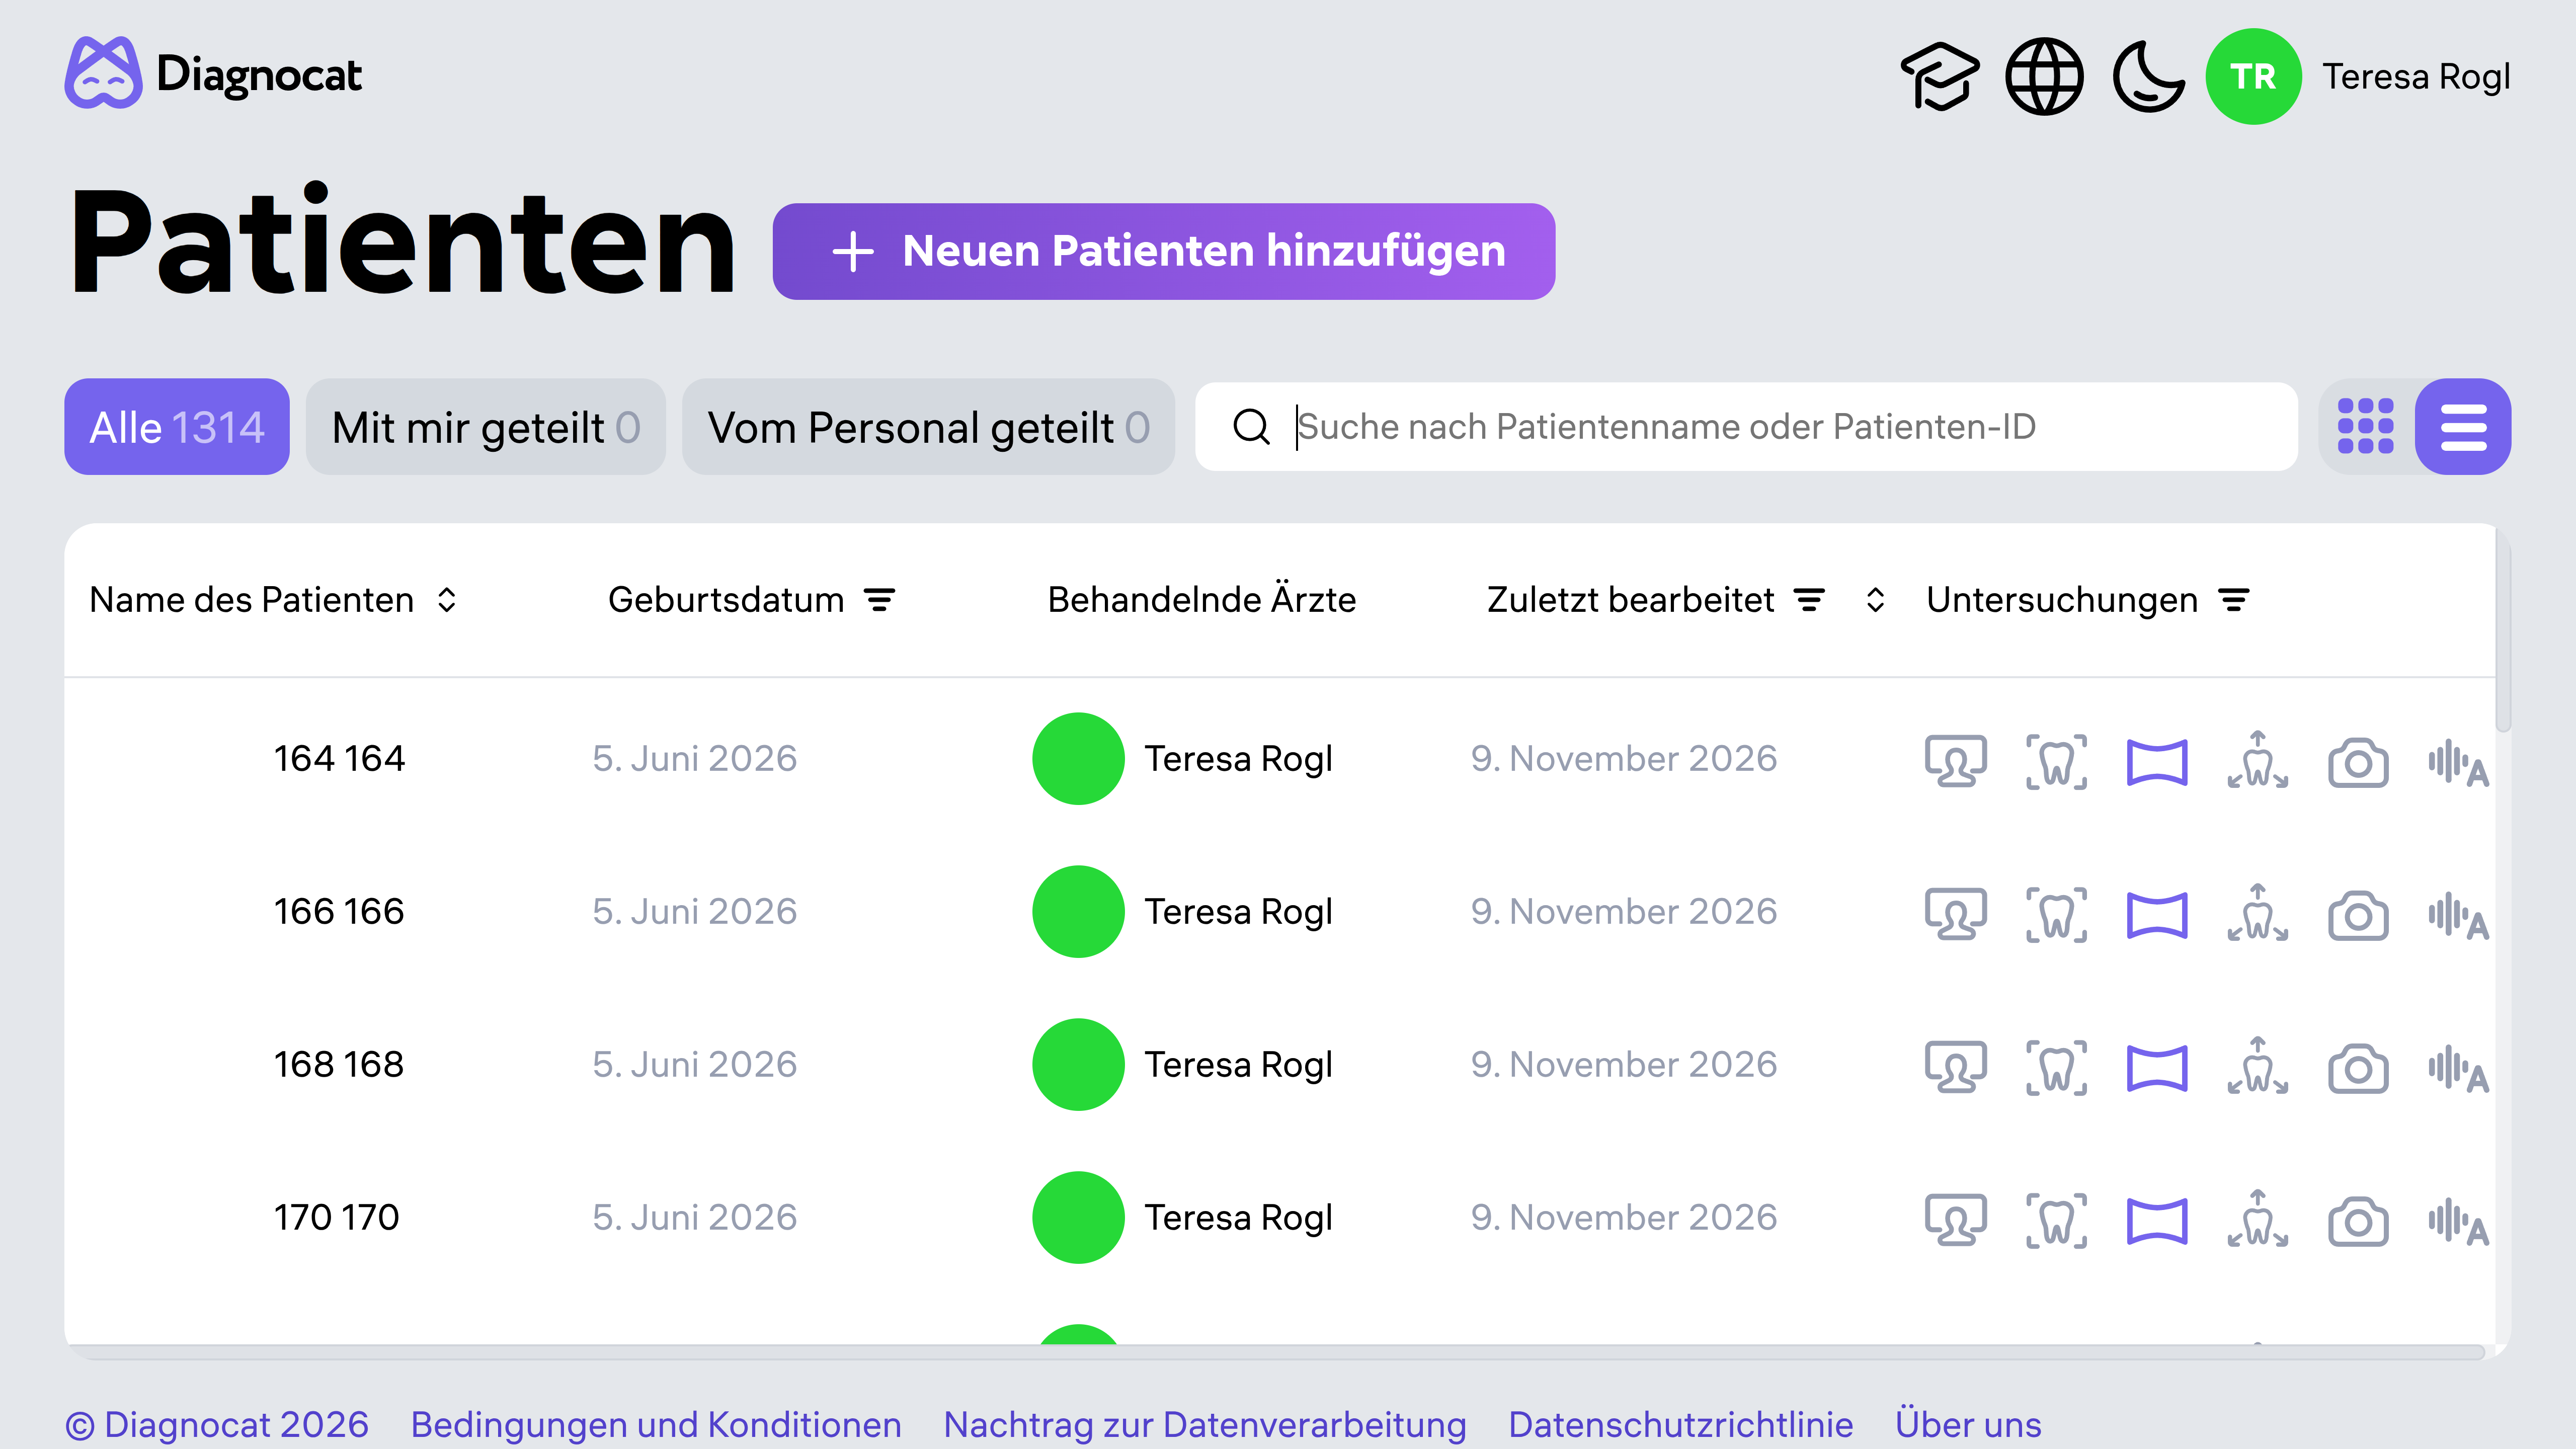 Diagnocat
TR Teresa Rogl
Patienten
Neuen Patienten hinzufügen
Alle 1314
Mit mir geteilt 0
Vom Personal geteilt 0
Suche nach Patientenname oder Patienten-ID
Name des Patienten Geburtsdatum Behandelnde Ärzte Zuletzt bearbeitet Untersuchungen
164 164 5. Juni 2026 Teresa Rogl 9. November 2026 A
166 166 5. Juni 2026 Teresa Rogl 9. November 2026 A
168 168 5. Juni 2026 Teresa Rogl 9. November 2026 A
170 170 5. Juni 2026 Teresa Rogl 9. November 2026 A
© Diagnocat 2026 Bedingungen und Konditionen Nachtrag zur Datenverarbeitung Datenschutzrichtlinie Über uns